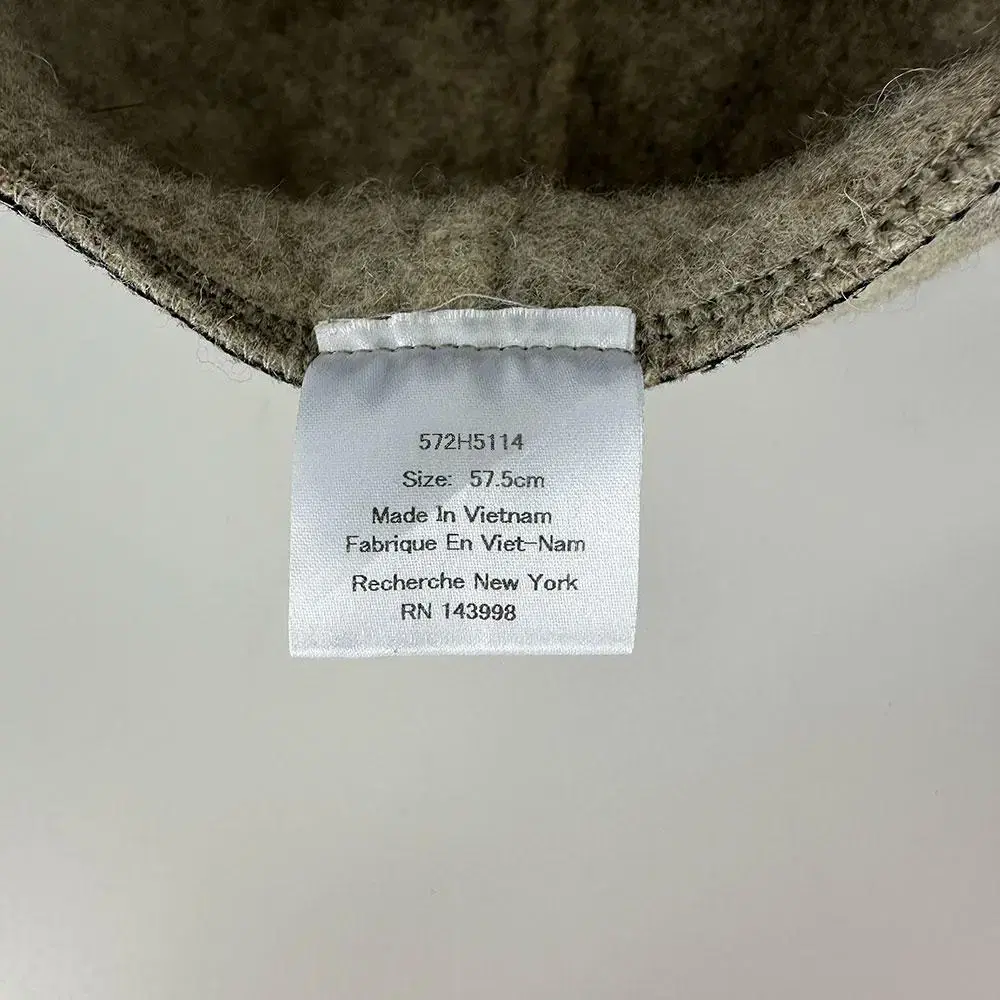 572H5114
Size: 57.5cm
Made In Vietnam
Fabrique En Viet-Nam
Recherche New York
RN 143998